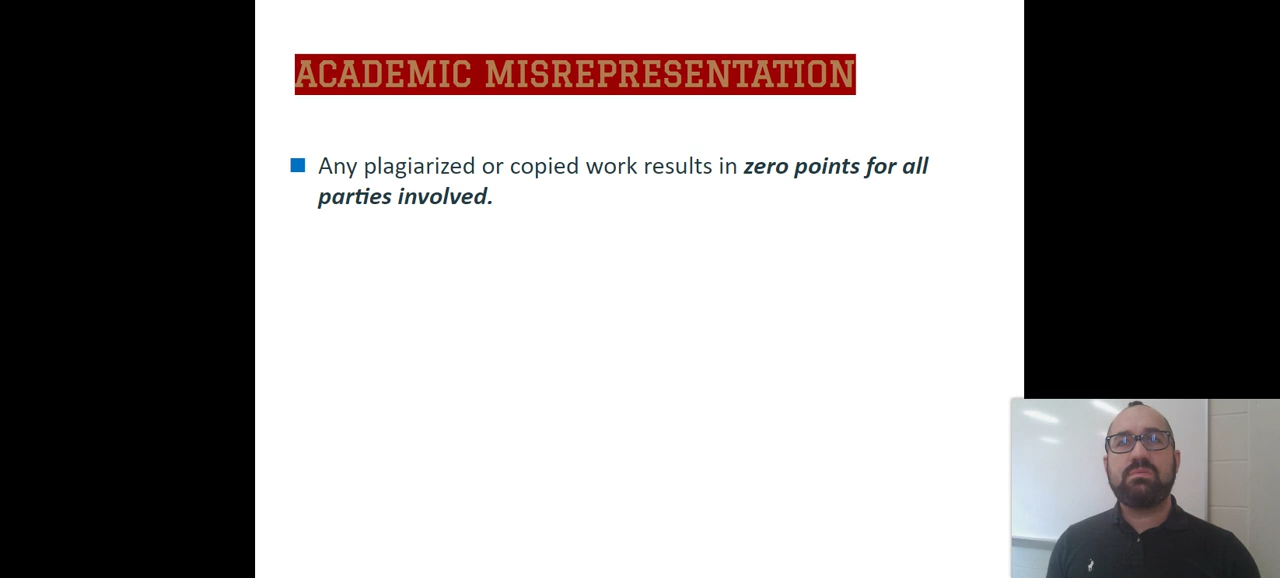 ACADEMIC MISREPRESENTATION
Any plagiarized or copied work results in zero points for all
parties involved.